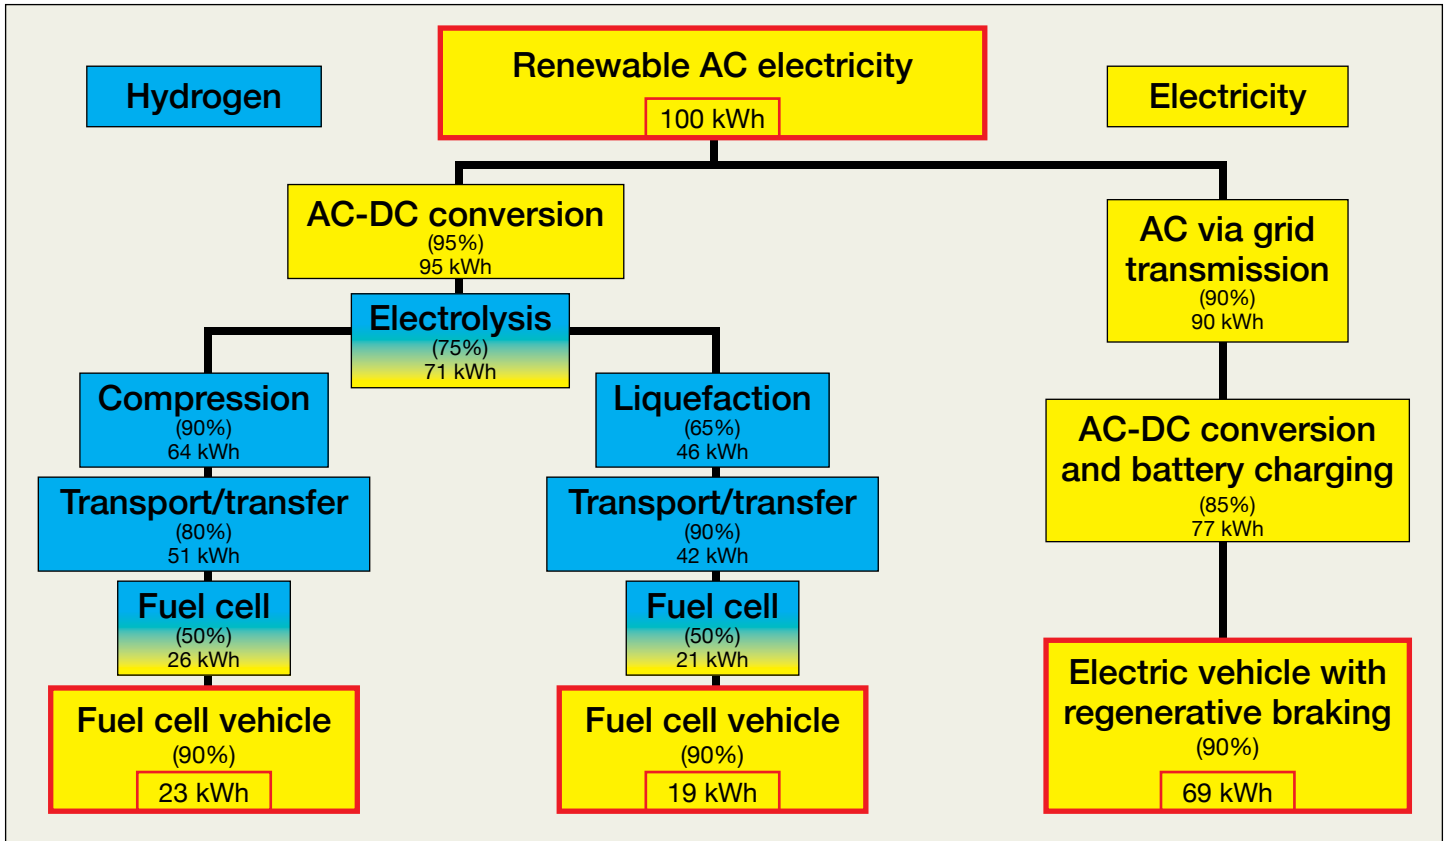 Renewable AC electricity
100 kWh
Hydrogen
Electricity
AC-DC conversion
(95%)
95 kWh
Electrolysis
(75%)
71 kWh
Compression
(90%)
64 kWh
Transport/transfer
(80%)
51 kWh
Fuel cell
(50%)
26 kWh
Fuel cell vehicle
(90%)
23 kWh
Liquefaction
(65%)
46 kWh
Transport/transfer
(90%)
42 kWh
Fuel cell
(50%)
21 kWh
Fuel cell vehicle
(90%)
19 kWh
AC via grid
transmission
(90%)
90 kWh
AC-DC conversion
and battery charging
(85%)
77 kWh
Electric vehicle with
regenerative braking
(90%)
69 kWh